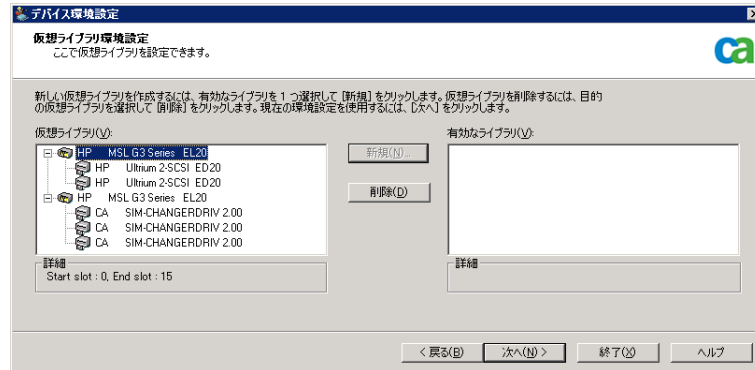 デバイス環境設定
仮想ライブラリ環境設定
ここで仮想ライブラリを設定できます。
ca
新しい仮想ライブラリを作成するには、有効なライブラリを 1 つ選択して [新規] をクリックします。仮想ライブラリを削除するには、目的
の仮想ライブラリを選択して [削除] をクリックします。現在の環境設定を使用するには、[次へ] をクリックします。
仮想ライブラリ(V):
有効なライブラリ(V):
HP MSL G3 Series EL20
HP Ultrium 2-SCSI ED20
HP Ultrium 2-SCSI ED20
HP MSL G3 Series EL20
CA SIM-CHANGERDRIV 2.00
CA SIM-CHANGERDRIV 2.00
CA SIM-CHANGERDRIV 2.00
新規(N)...
削除(D)
詳細
Start slot : 0, End slot : 15
詳細
< 戻る(B)
次へ(N) >
終了(X)
ヘルプ